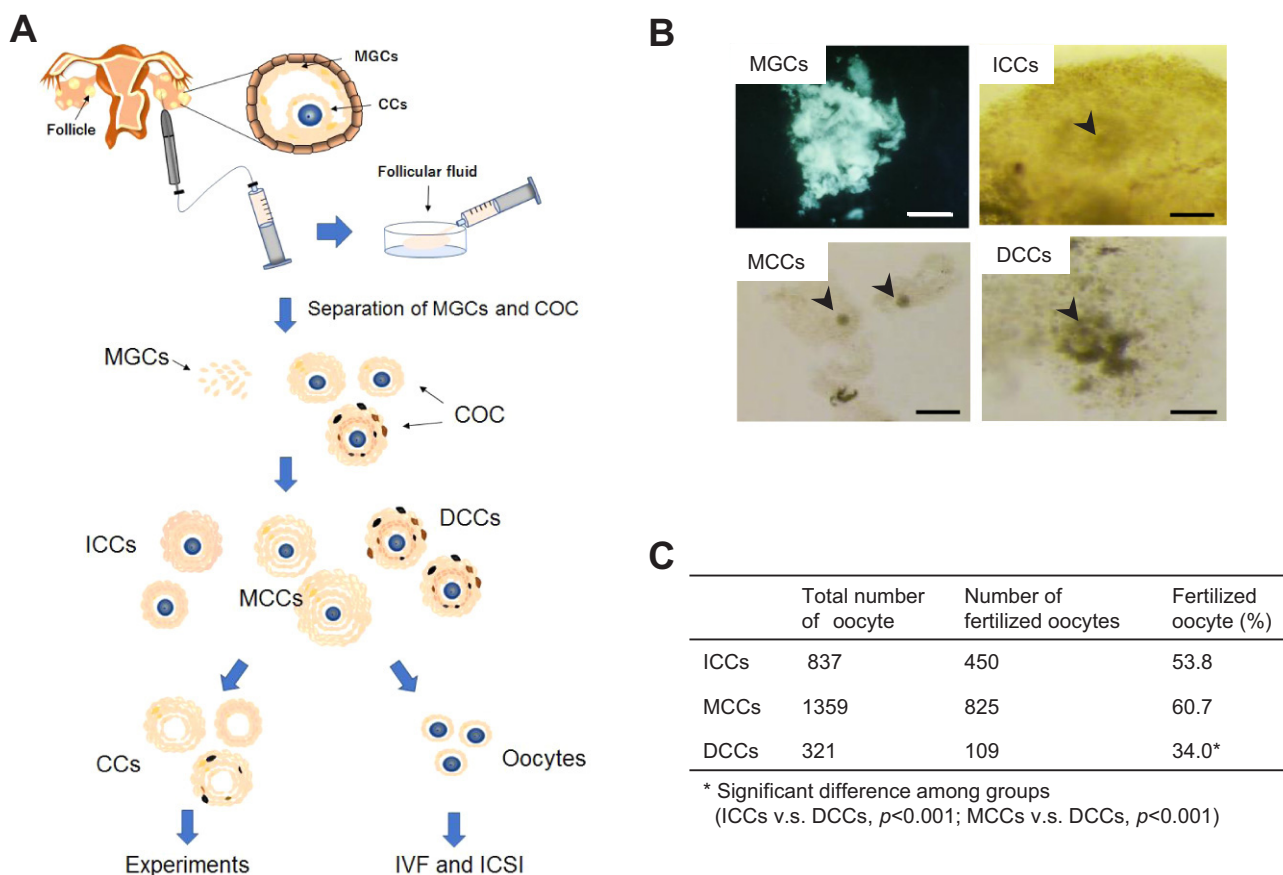 A
MGCs
CCs
Follicle
Follicular fluid
Separation of MGCs and COC
MGCs
COC
DCCs
ICCs
MCCs
CCs
Oocytes
Experiments
IVF and ICSI
B
MGCs
ICCs
MCCs
DCCs
C
Total number of oocyte
Number of fertilized oocytes
Fertilized oocyte (%)
ICCs 837 450 53.8
MCCs 1359 825 60.7
DCCs 321 109 34.0*
* Significant difference among groups
(ICCs v.s. DCCs, p<0.001; MCCs v.s. DCCs, p<0.001)